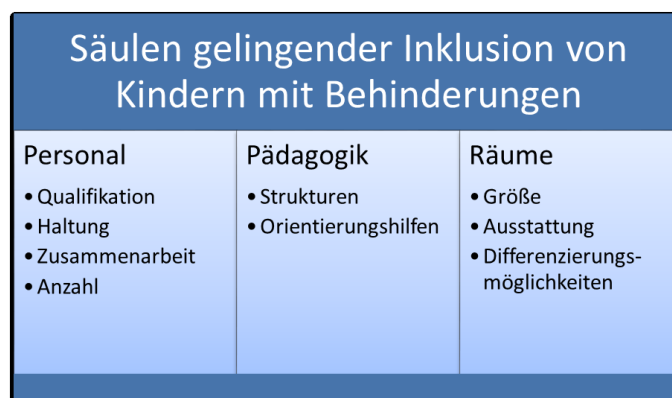 Säulen gelingender Inklusion von
Kindern mit Behinderungen
Personal
• Qualifikation
• Haltung
• Zusammenarbeit
• Anzahl
Pädagogik
• Strukturen
• Orientierungshilfen
Räume
• Größe
• Ausstattung
• Differenzierungs-
möglichkeiten